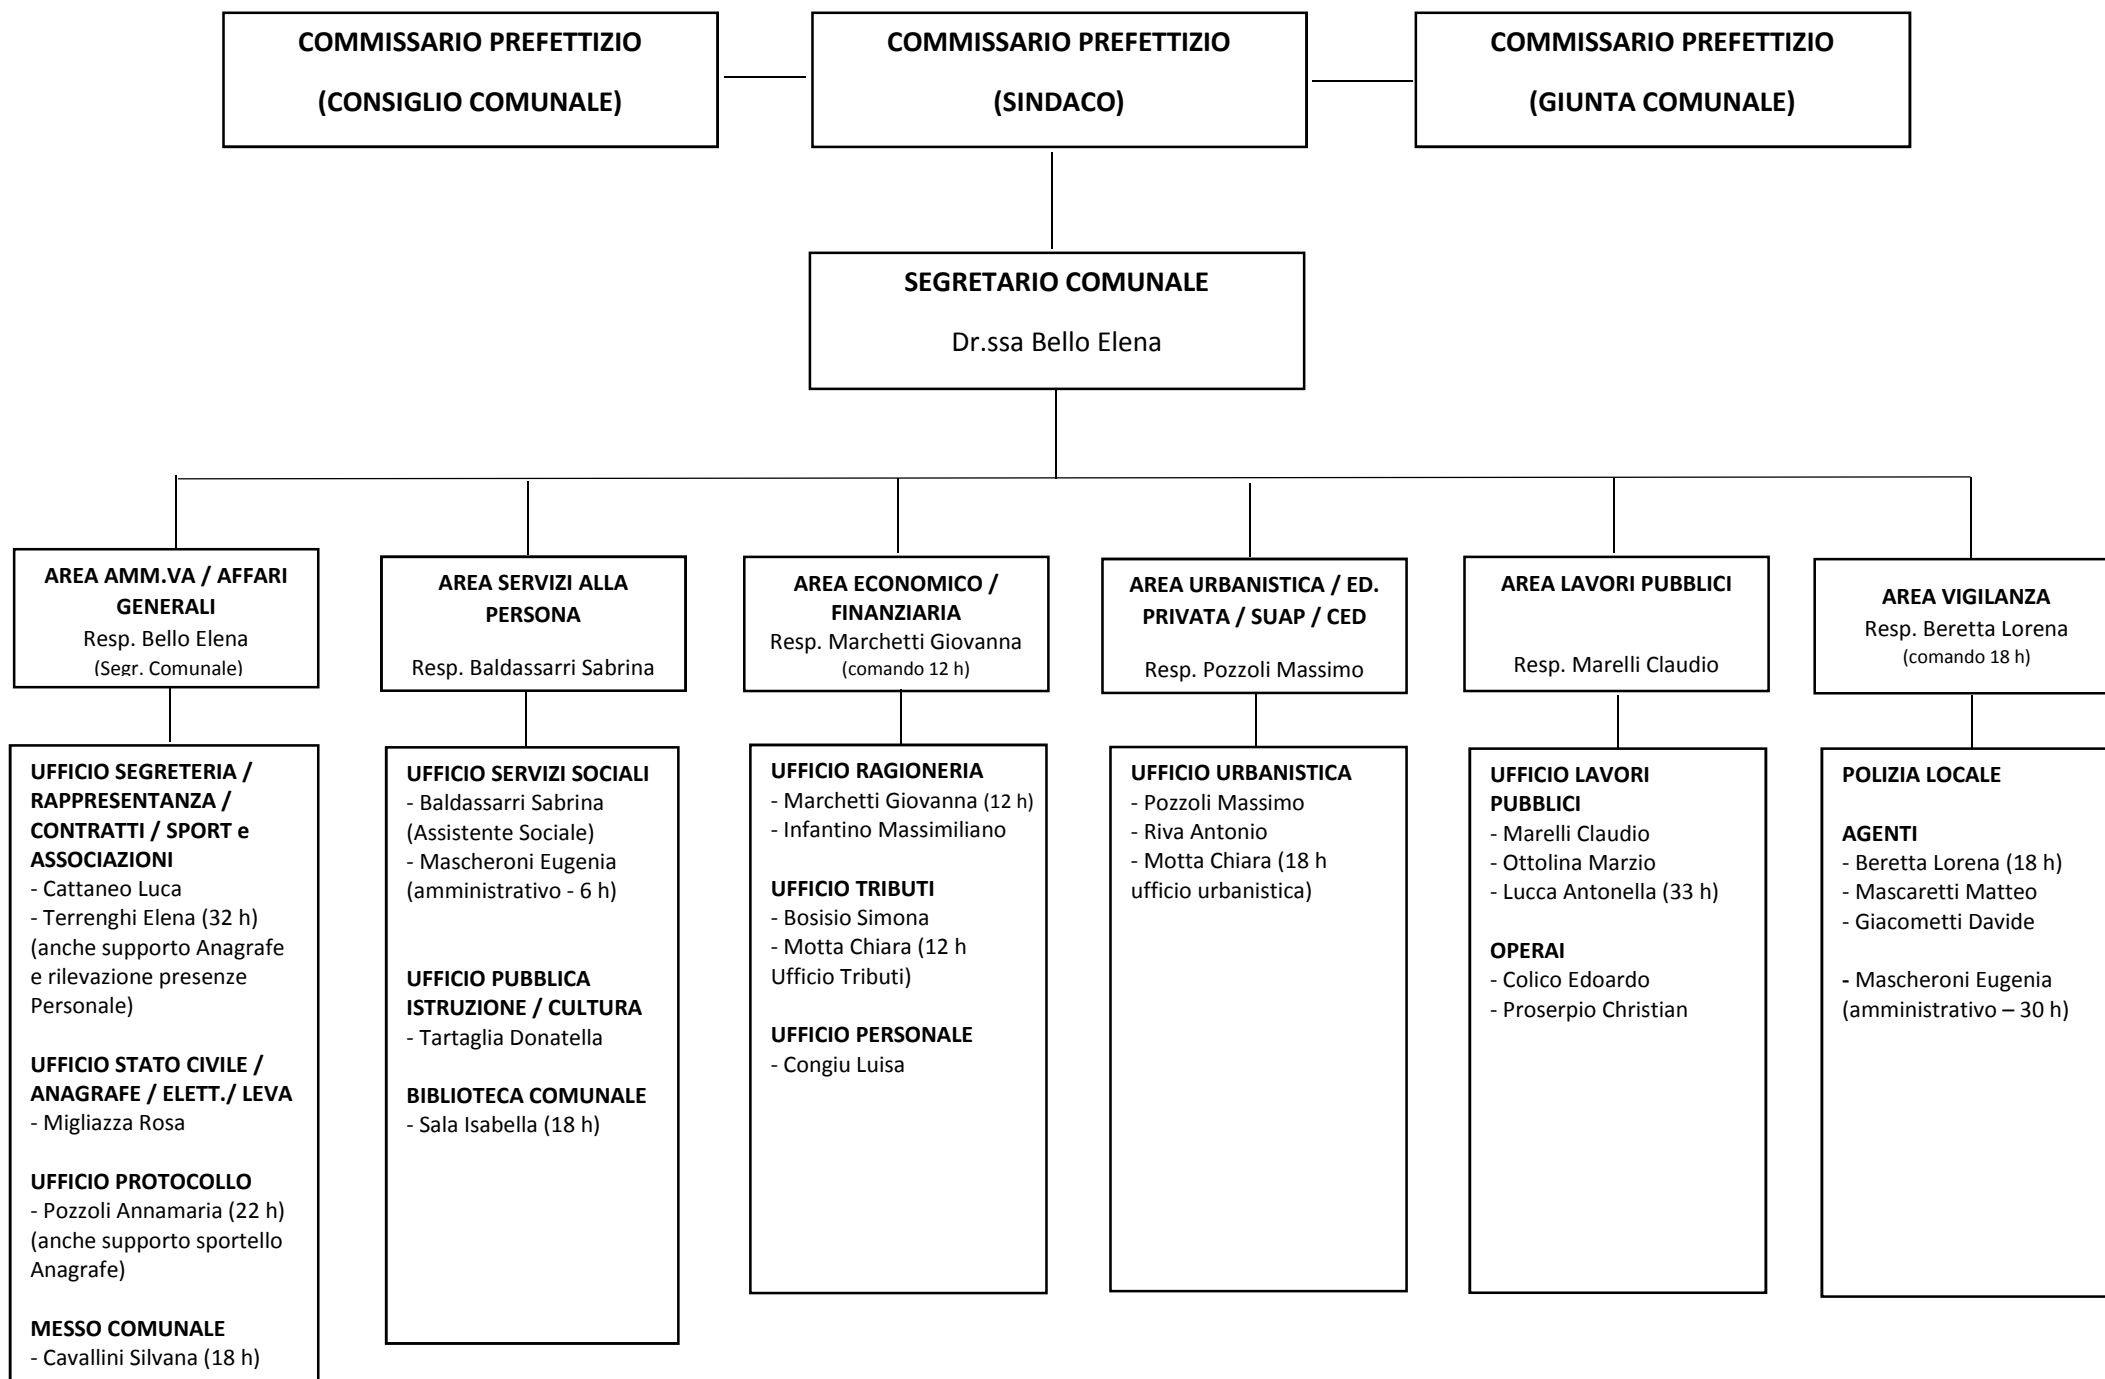 COMMISSARIO PREFETTIZIO
(CONSIGLIO COMUNALE)
COMMISSARIO PREFETTIZIO
(SINDACO)
COMMISSARIO PREFETTIZIO
(GIUNTA COMUNALE)
SEGRETARIO COMUNALE
Dr.ssa Bello Elena
AREA AMM.VA / AFFARI
GENERALI
Resp. Bello Elena
(Segr. Comunale)
AREA SERVIZI ALLA
PERSONA
Resp. Baldassarri Sabrina
AREA ECONOMICO /
FINANZIARIA
Resp. Marchetti Giovanna
(comando 12 h)
AREA URBANISTICA / ED.
PRIVATA / SUAP / CED
Resp. Pozzoli Massimo
AREA LAVORI PUBBLICI
Resp. Marelli Claudio
AREA VIGILANZA
Resp. Beretta Lorena
(comando 18 h)
UFFICIO SEGRETERIA /
RAPPRESENTANZA /
CONTRATTI / SPORT e
ASSOCIAZIONI
- Cattaneo Luca
- Terrenghi Elena (32 h)
(anche supporto Anagrafe
e rilevazione presenze
Personale)
UFFICIO STATO CIVILE /
ANAGRAFE / ELETT./ LEVA
- Migliazza Rosa
UFFICIO PROTOCOLLO
- Pozzoli Annamaria (22 h)
(anche supporto sportello
Anagrafe)
MESSO COMUNALE
- Cavallini Silvana (18 h)
UFFICIO SERVIZI SOCIALI
- Baldassarri Sabrina
(Assistente Sociale)
- Mascheroni Eugenia
(amministrativo - 6 h)
UFFICIO PUBBLICA
ISTRUZIONE / CULTURA
- Tartaglia Donatella
BIBLIOTECA COMUNALE
- Sala Isabella (18 h)
UFFICIO RAGIONERIA
- Marchetti Giovanna (12 h)
- Infantino Massimiliano
UFFICIO TRIBUTI
- Bosisio Simona
- Motta Chiara (12 h
Ufficio Tributi)
UFFICIO PERSONALE
- Congiu Luisa
UFFICIO URBANISTICA
- Pozzoli Massimo
- Riva Antonio
- Motta Chiara (18 h
ufficio urbanistica)
UFFICIO LAVORI
PUBBLICI
- Marelli Claudio
- Ottolina Marzio
- Lucca Antonella (33 h)
OPERAI
- Colico Edoardo
- Proserpio Christian
POLIZIA LOCALE
AGENTI
- Beretta Lorena (18 h)
- Mascaretti Matteo
- Giacometti Davide
- Mascheroni Eugenia
(amministrativo – 30 h)